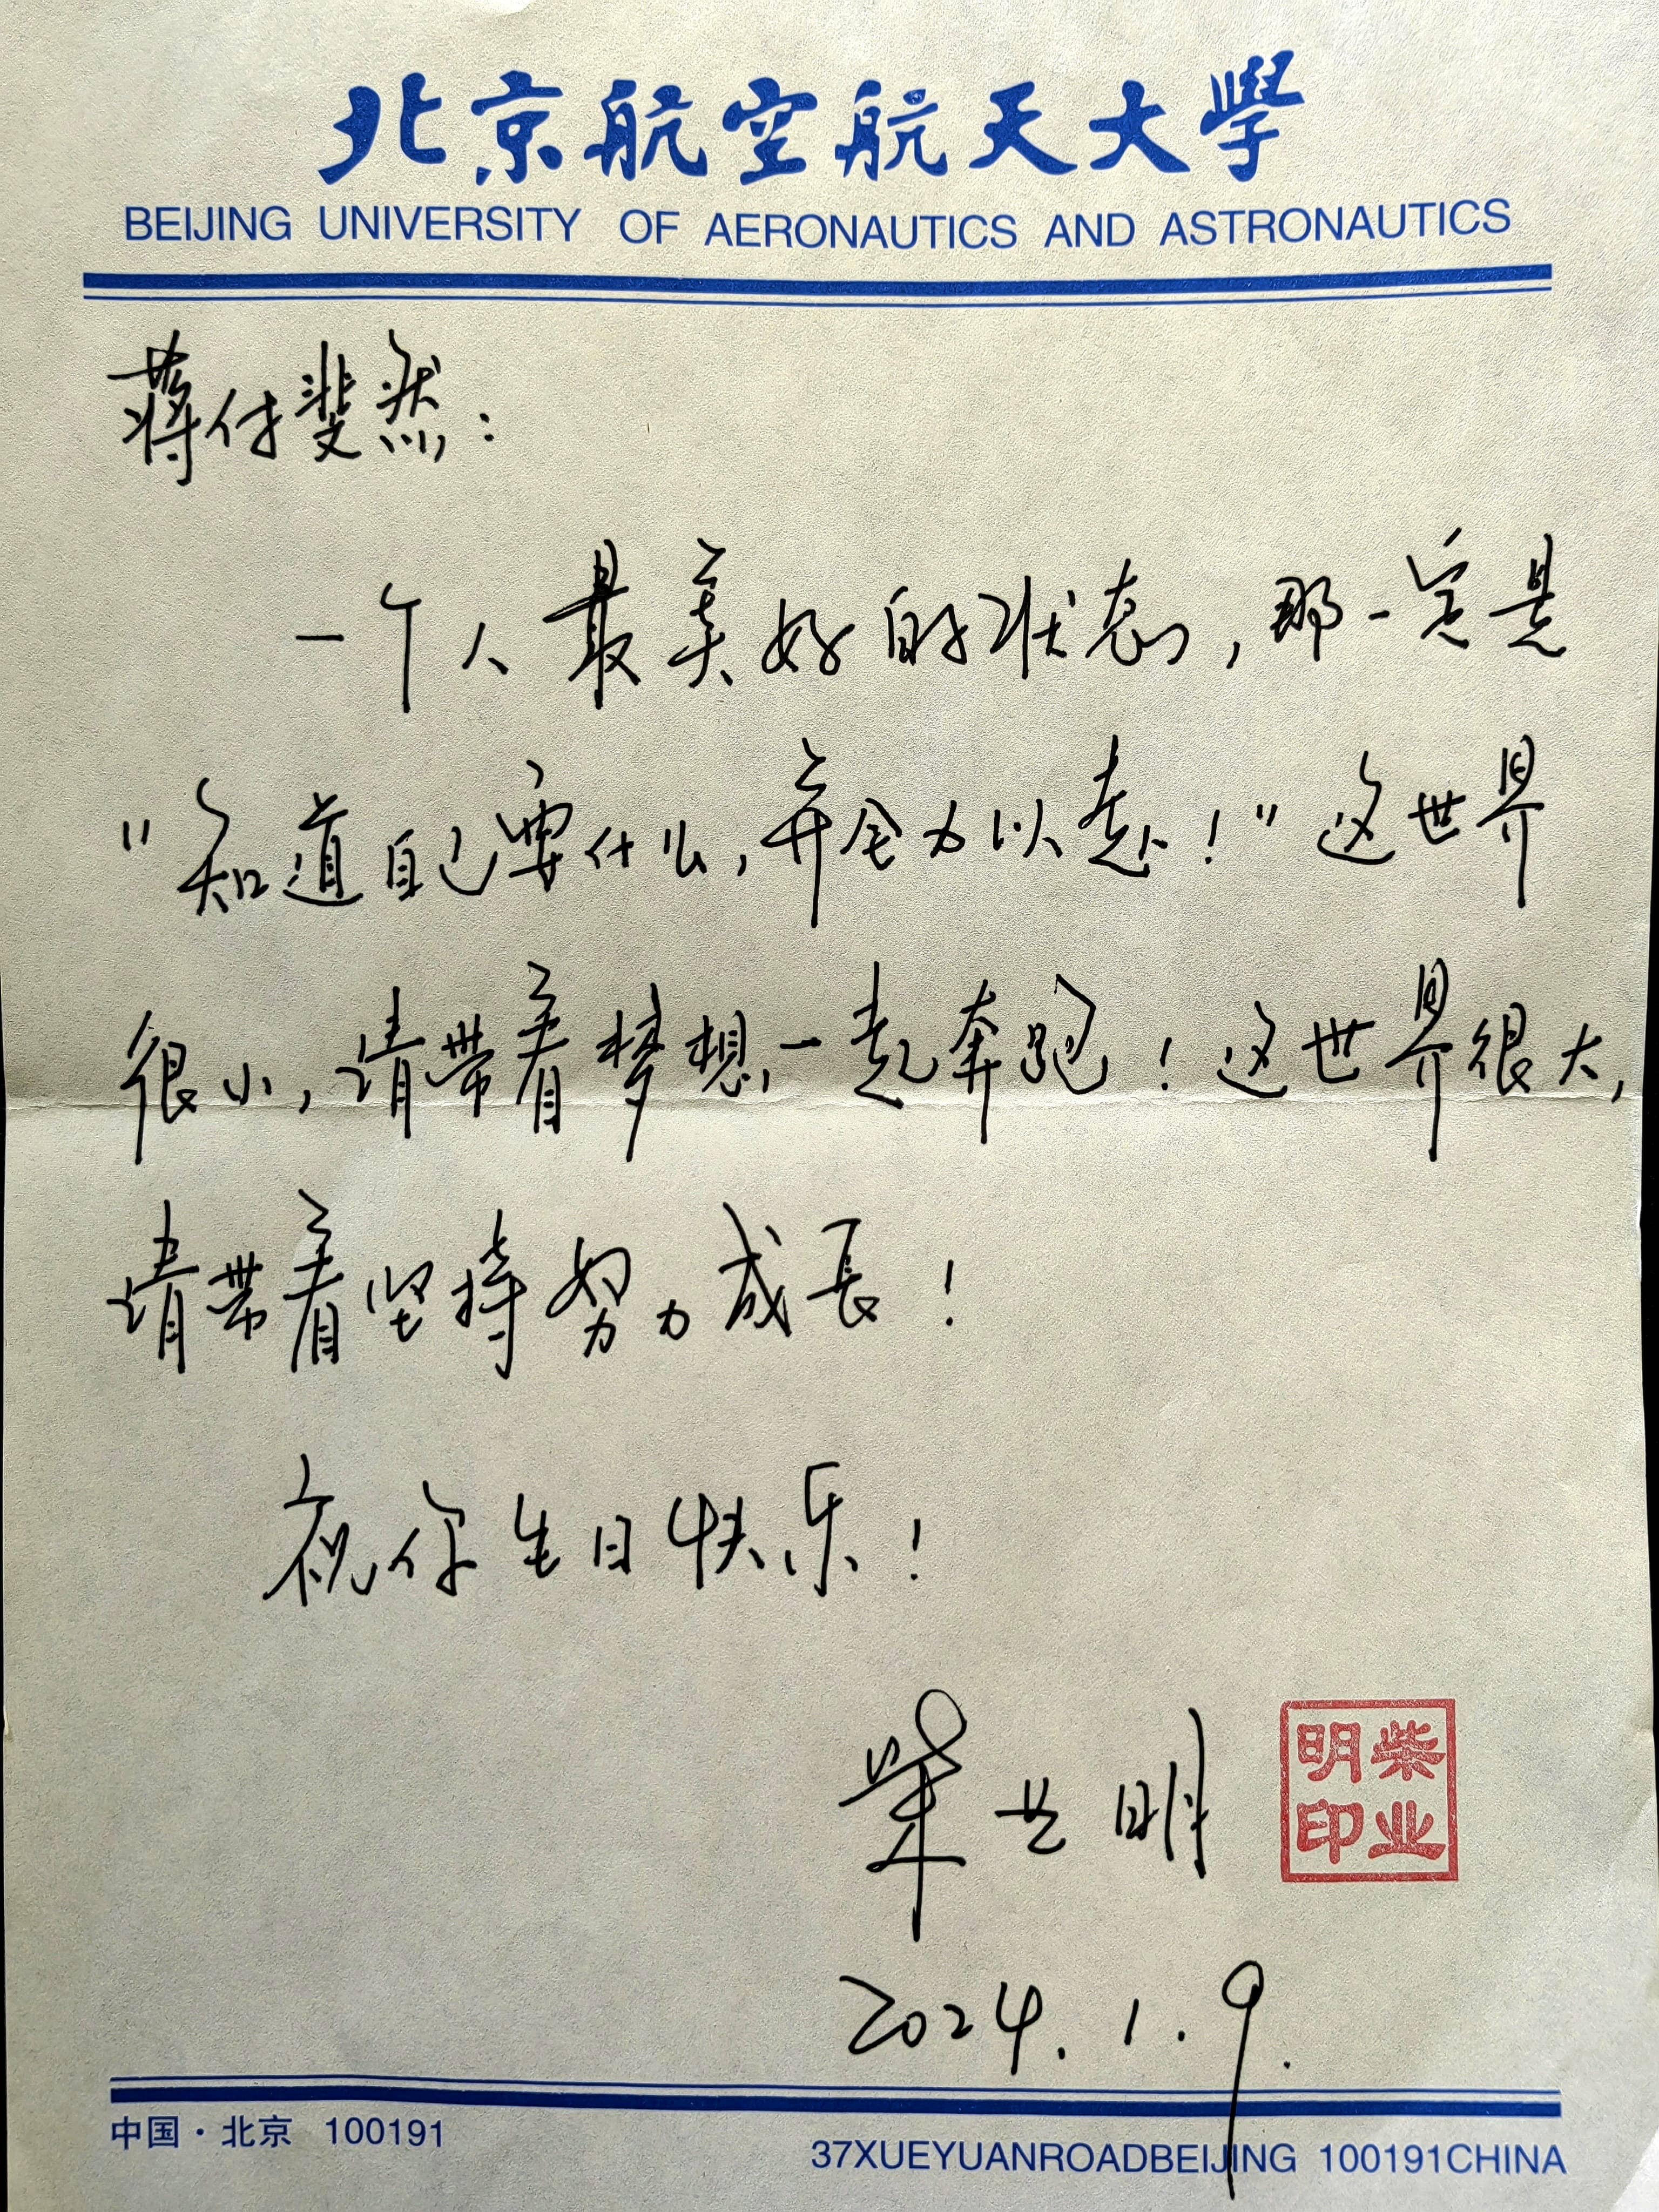 北京航空航天大學
BEIJING UNIVERSITY OF AERONAUTICS AND ASTRONAUTICS
蒋付斐然：
一个人最美好的状态，那一定是
"知道自己要什么，并全力以赴！"这世界
很小，请带着梦想一起奔跑！这世界很大，
请带着坚持努力成长！
祝你生日快乐！
柴业明
柴业明印
2024.1.9.
中国·北京 100191
37XUEYUANROADBEIJING 100191CHINA